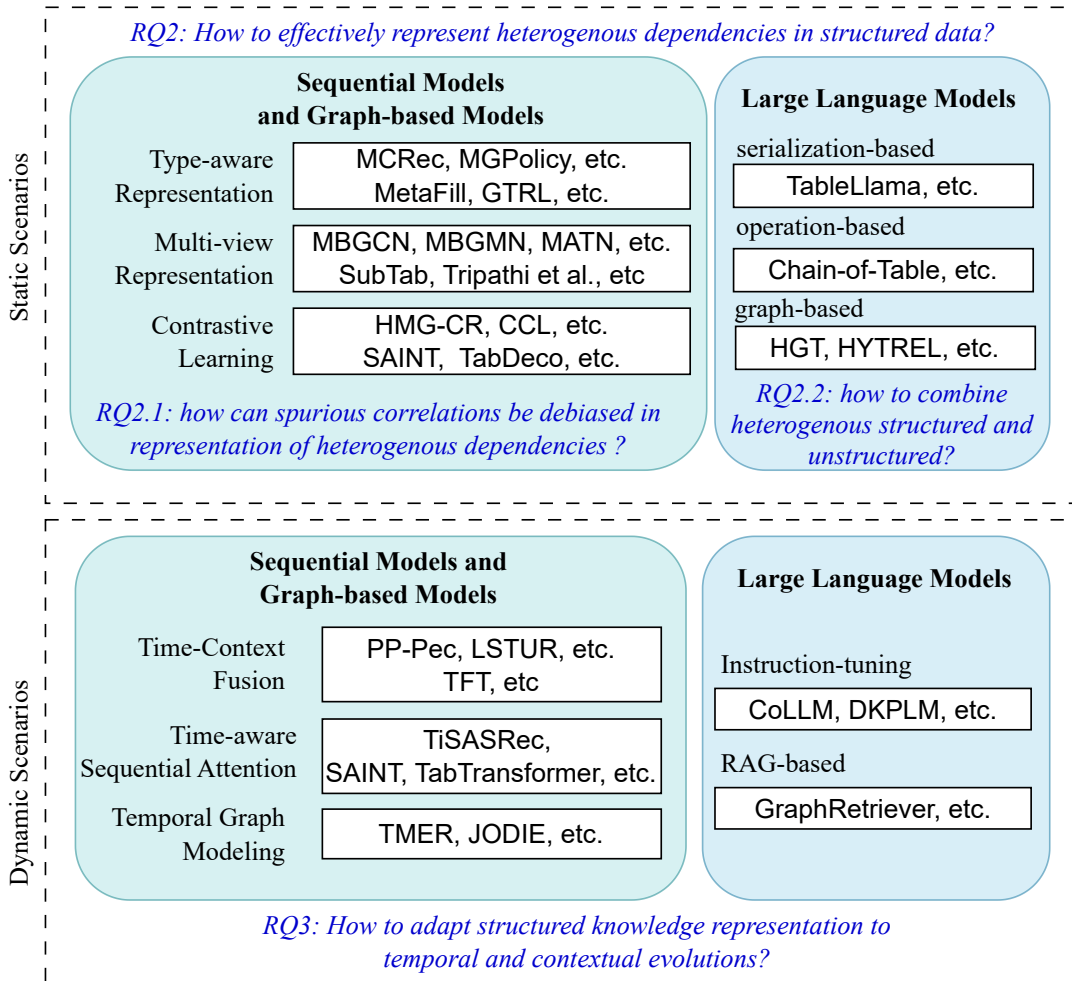 RQ2: How to effectively represent heterogenous dependencies in structured data?
Static Scenarios
Sequential Models
and Graph-based Models
Type-aware
Representation
MCRec, MGPolicy, etc.
MetaFill, GTRL, etc.
Multi-view
Representation
MBGCN, MBGMN, MATN, etc.
SubTab, Tripathi et al., etc
Contrastive
Learning
HMG-CR, CCL, etc.
SAINT, TabDeco, etc.
RQ2.1: how can spurious correlations be debiased in
representation of heterogenous dependencies ?
Large Language Models
serialization-based
TableLlama, etc.
operation-based
Chain-of-Table, etc.
graph-based
HGT, HYTREL, etc.
RQ2.2: how to combine
heterogenous structured and
unstructured?
Dynamic Scenarios
Sequential Models and
Graph-based Models
Time-Context
Fusion
PP-Pec, LSTUR, etc.
TFT, etc
Time-aware
Sequential Attention
TiSASRec,
SAINT, TabTransformer, etc.
Temporal Graph
Modeling
TMER, JODIE, etc.
Large Language Models
Instruction-tuning
CoLLM, DKPLM, etc.
RAG-based
GraphRetriever, etc.
RQ3: How to adapt structured knowledge representation to
temporal and contextual evolutions?